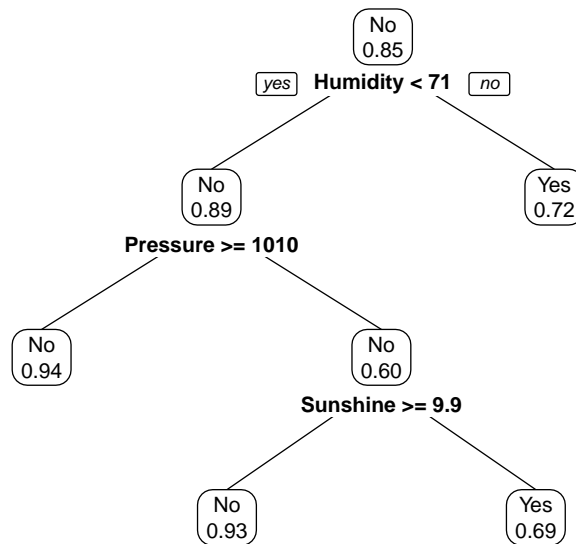 No
0.85
yes Humidity < 71 no
No
0.89
Yes
0.72
Pressure >= 1010
No
0.94
No
0.60
Sunshine >= 9.9
No
0.93
Yes
0.69